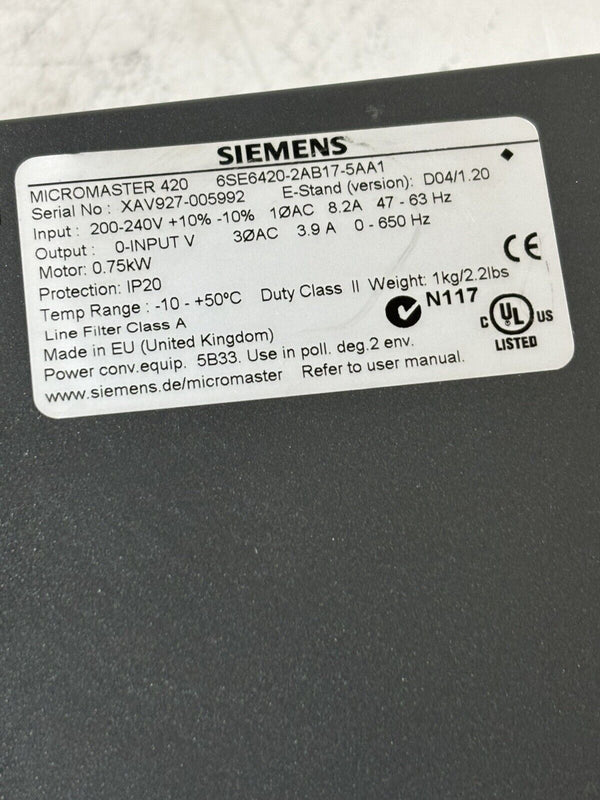 SIEMENS
MICROMASTER 420 6SE6420-2AB17-5AA1
Serial No : XAV927-005992 E-Stand (version): D04/1.20
Input : 200-240V +10% -10% 1ØAC 8.2A 47 - 63 Hz
Output : 0-INPUT V 3ØAC 3.9 A 0 - 650 Hz
Motor: 0.75kW
Protection: IP20
Temp Range : -10 - +50ºC Duty Class II Weight: 1kg/2.2lbs
Line Filter Class A
Made in EU (United Kingdom)
Power conv.equip. 5B33. Use in poll. deg.2 env.
www.siemens.de/micromaster Refer to user manual.
CE
N117
C UL US
LISTED